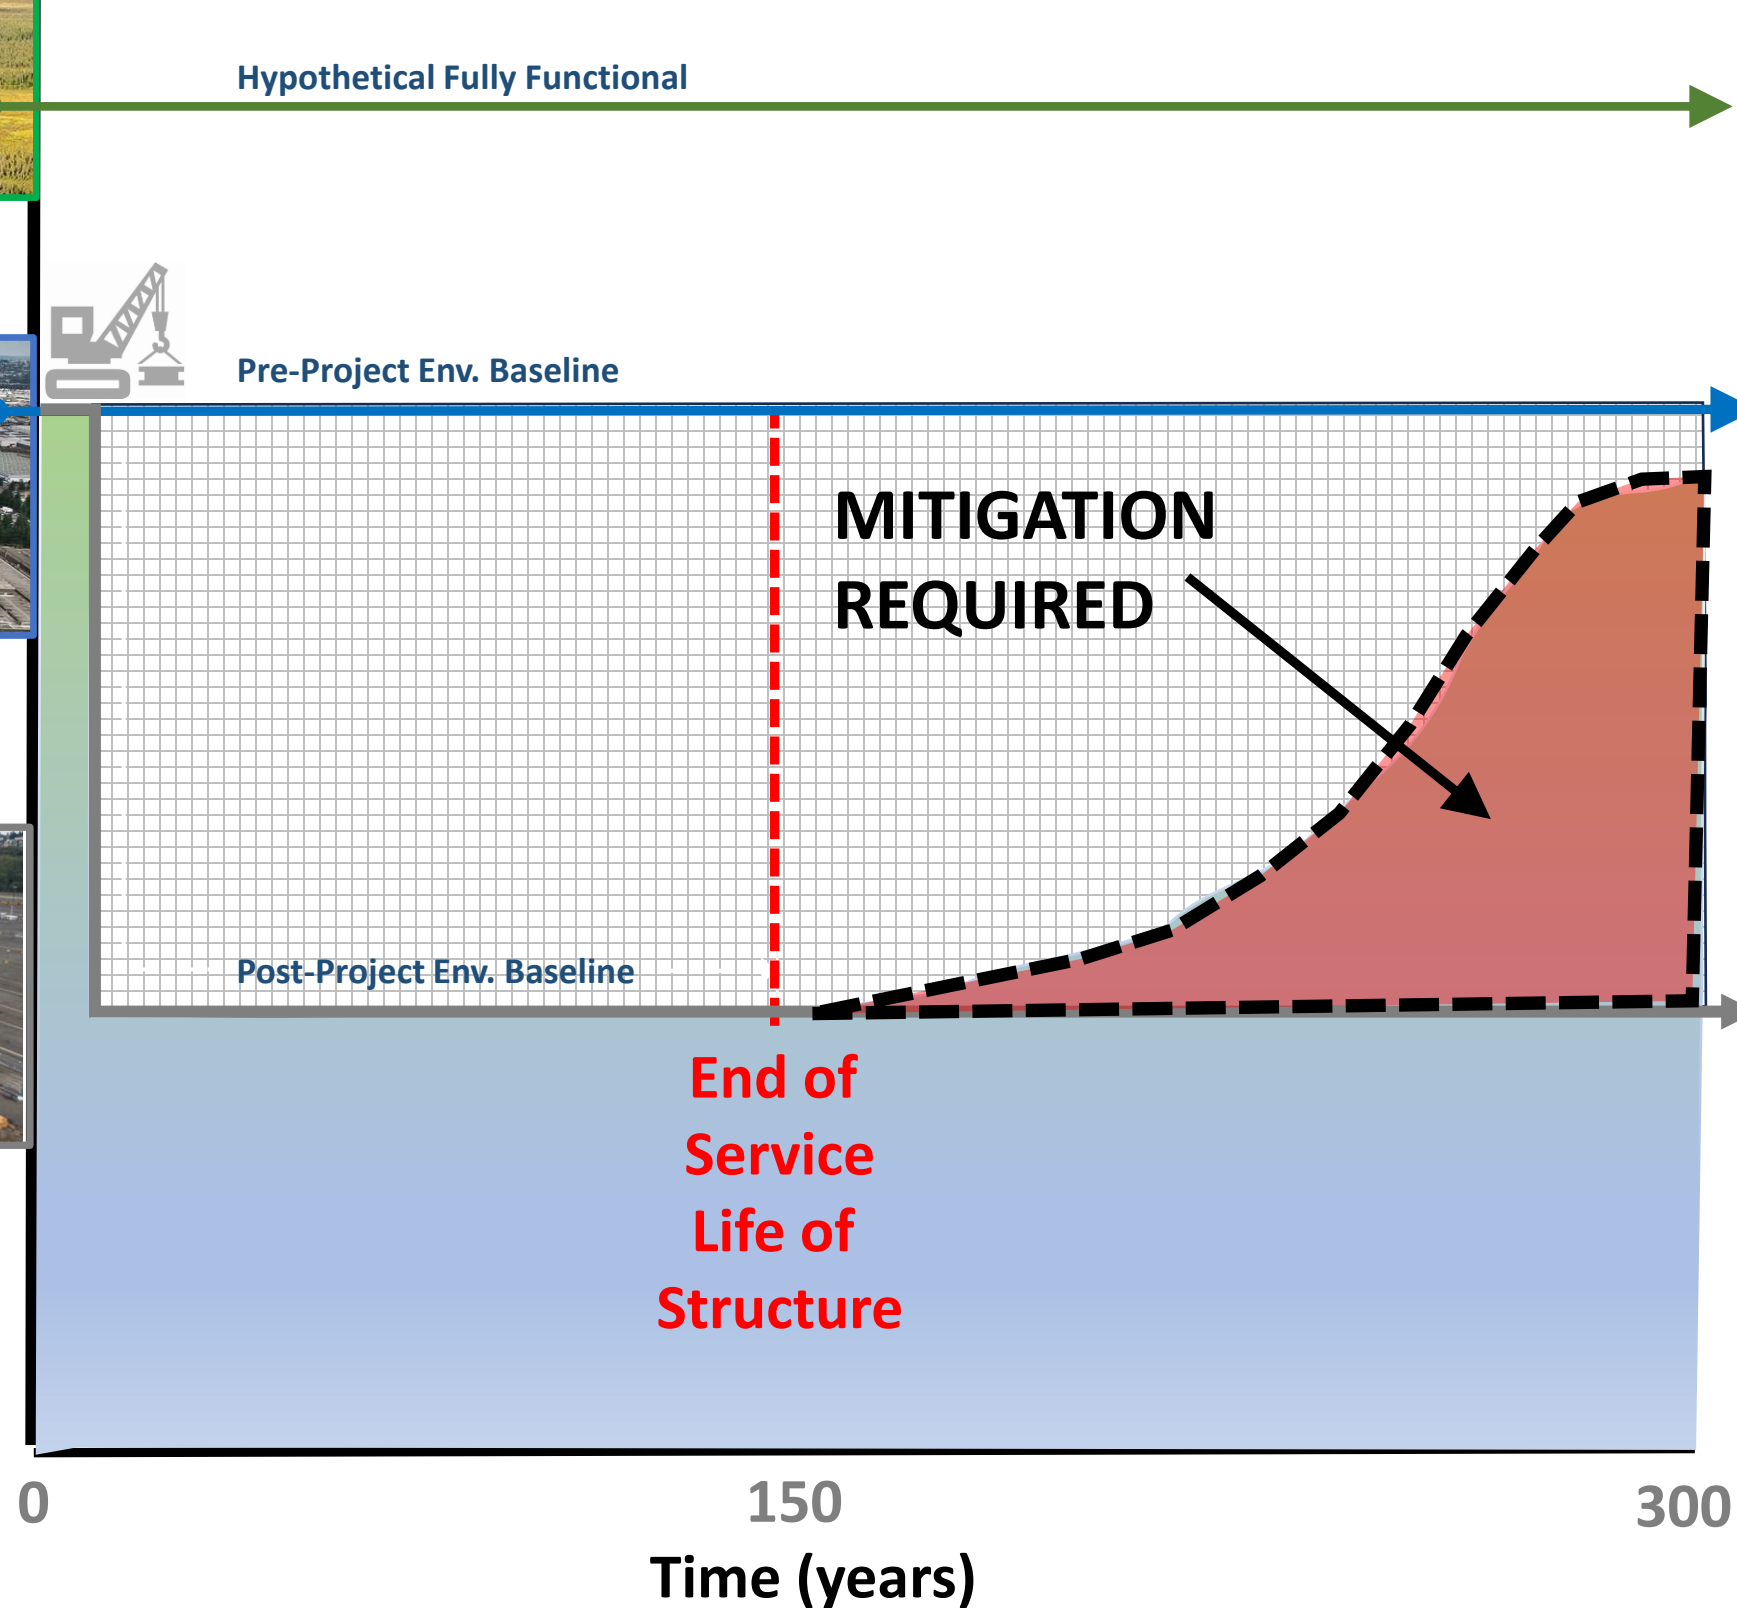 Hypothetical Fully Functional
Pre-Project Env. Baseline
MITIGATION
REQUIRED
Post-Project Env. Baseline
End of
Service
Life of
Structure
0
150
300
Time (years)